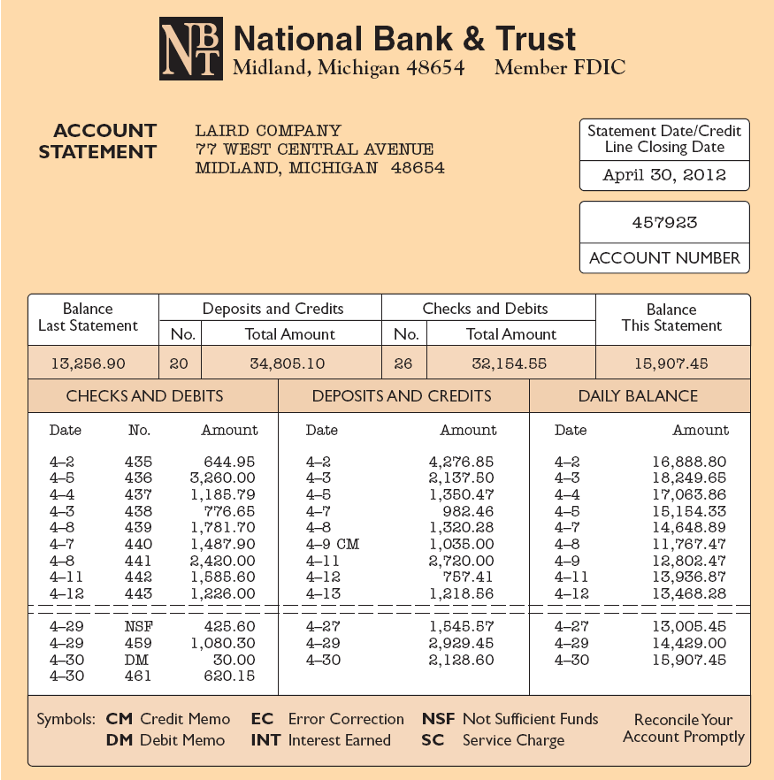 NBT National Bank & Trust
Midland, Michigan 48654 Member FDIC
ACCOUNT STATEMENT
LAIRD COMPANY
77 WEST CENTRAL AVENUE
MIDLAND, MICHIGAN 48654
Statement Date/Credit
Line Closing Date
April 30, 2012
457923
ACCOUNT NUMBER
Balance Last Statement | Deposits and Credits | Checks and Debits | Balance This Statement
No. Total Amount No. Total Amount
13,256.90 20 34,805.10 26 32,154.55 15,907.45
CHECKS AND DEBITS DEPOSITS AND CREDITS DAILY BALANCE
Date No. Amount Date Amount Date Amount
4–2 435 644.95 4–2 4,276.85 4–2 16,888.80
4–5 436 3,260.00 4–3 2,137.50 4–3 18,249.65
4–4 437 1,185.79 4–5 1,350.47 4–4 17,063.86
4–3 438 776.65 4–7 982.46 4–5 15,154.33
4–8 439 1,781.70 4–8 1,320.28 4–7 14,648.89
4–7 440 1,487.90 4–9 CM 1,035.00 4–8 11,767.47
4–8 441 2,420.00 4–11 2,720.00 4–9 12,802.47
4–11 442 1,585.60 4–12 757.41 4–11 13,936.87
4–12 443 1,226.00 4–13 1,218.56 4–12 13,468.28
4–29 NSF 425.60 4–27 1,545.57 4–27 13,005.45
4–29 459 1,080.30 4–29 2,929.45 4–29 14,429.00
4–30 DM 30.00 4–30 2,128.60 4–30 15,907.45
4–30 461 620.15
Symbols: CM Credit Memo EC Error Correction NSF Not Sufficient Funds Reconcile Your
DM Debit Memo INT Interest Earned SC Service Charge Account Promptly